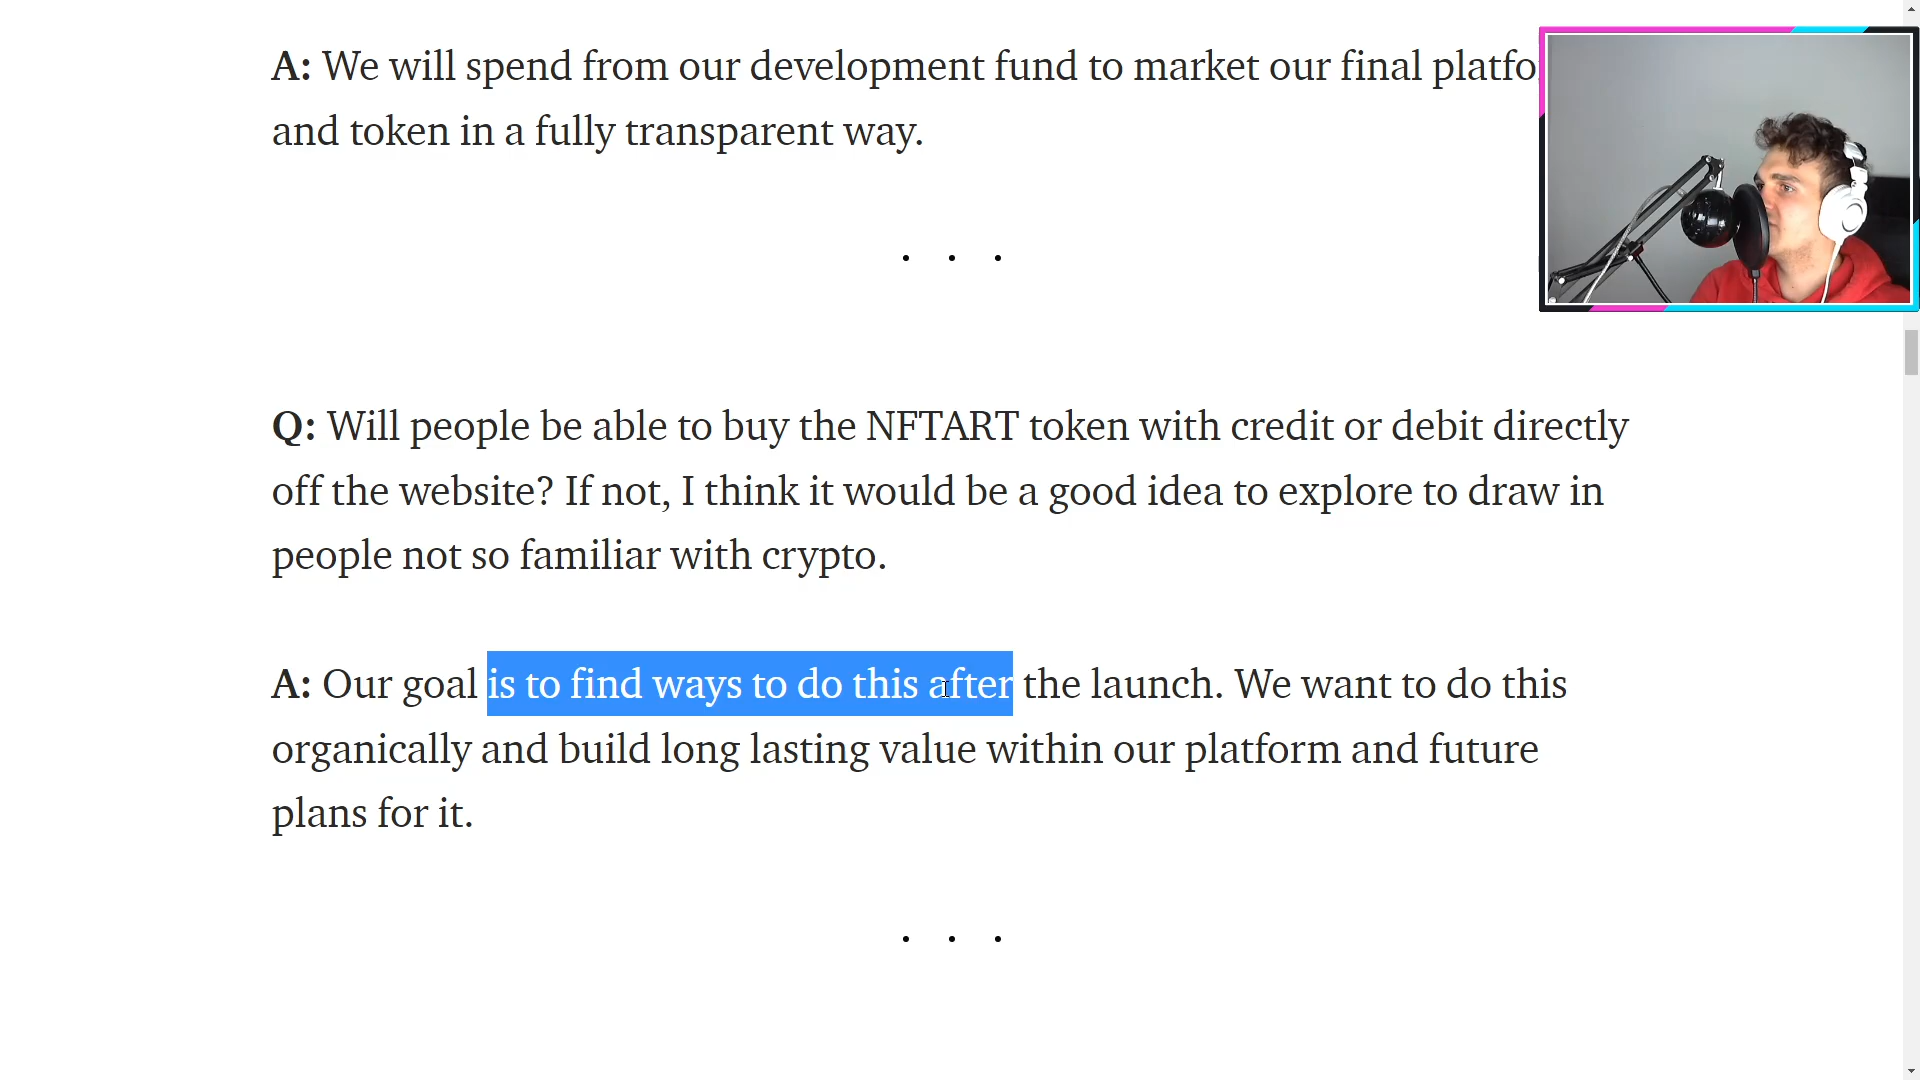 A: We will spend from our development fund to market our final
and token in a fully transparent way.
Q: Will people be able to buy the NFTART token with credit or debit directly
off the website? If not, I think it would be a good idea to explore to draw in
people not so familiar with crypto.
A: Our goal is to find ways to do this after the launch. We want to do this
organically and build long lasting value within our platform and future
plans for it.